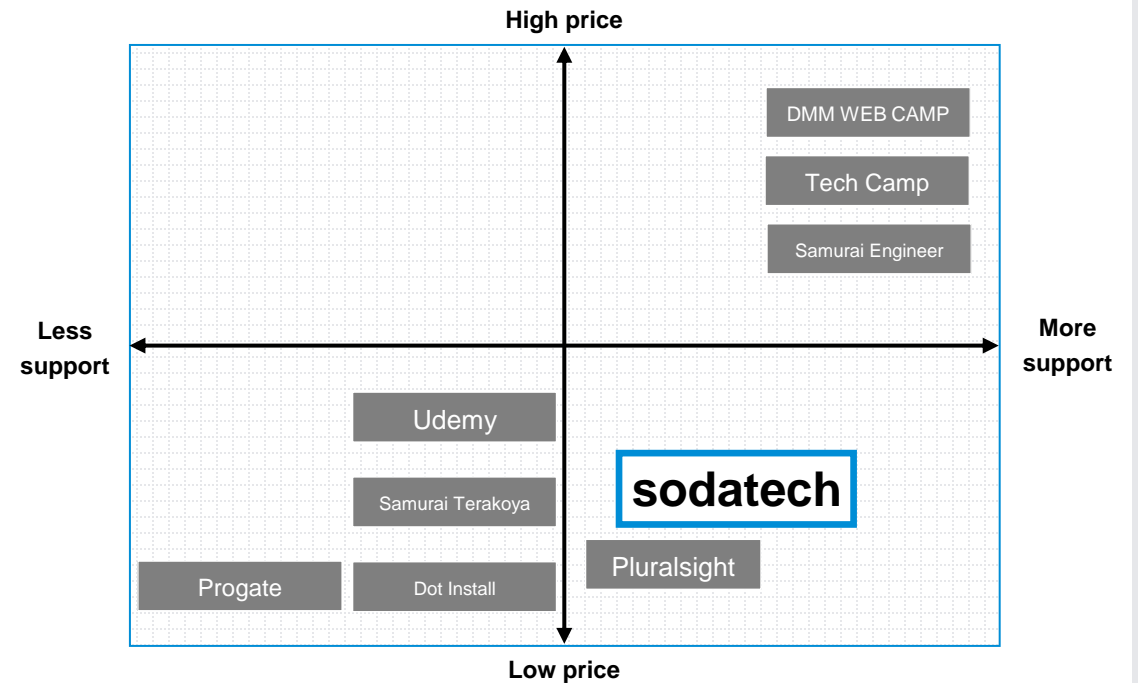 High price
DMM WEB CAMP
Tech Camp
Samurai Engineer
Less
support
More
support
Udemy
sodatech
Samurai Terakoya
Pluralsight
Progate
Dot Install
Low price